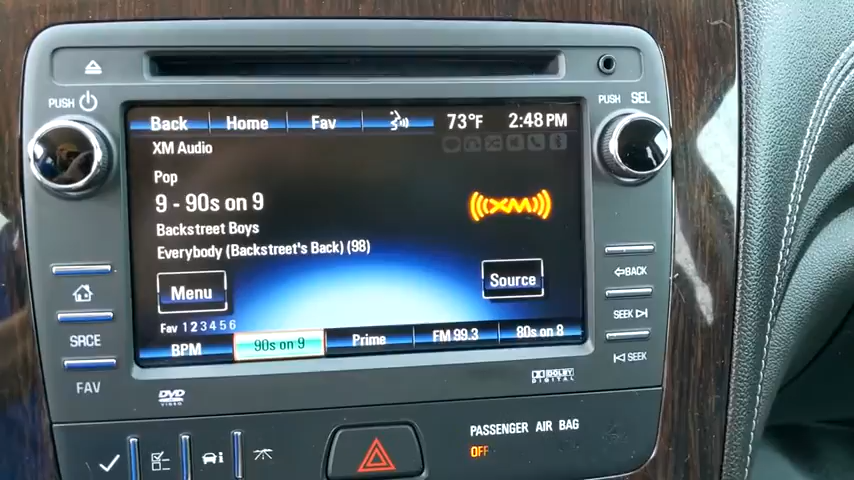 PUSH
PUSH SEL
Back Home Fav 73°F 2:48 PM
XM Audio
Pop
9 - 90s on 9
Backstreet Boys
Everybody (Backstreet's Back) (98)
XM
Menu
Source
Fav 1 2 3 4 5 6
BPM 90s on 9 Prime FM 99.3 80s on 8
SRCE
FAV
BACK
SEEK
SEEK
DVD
VIDEO
DOLBY
DIGITAL
PASSENGER AIR BAG
OFF